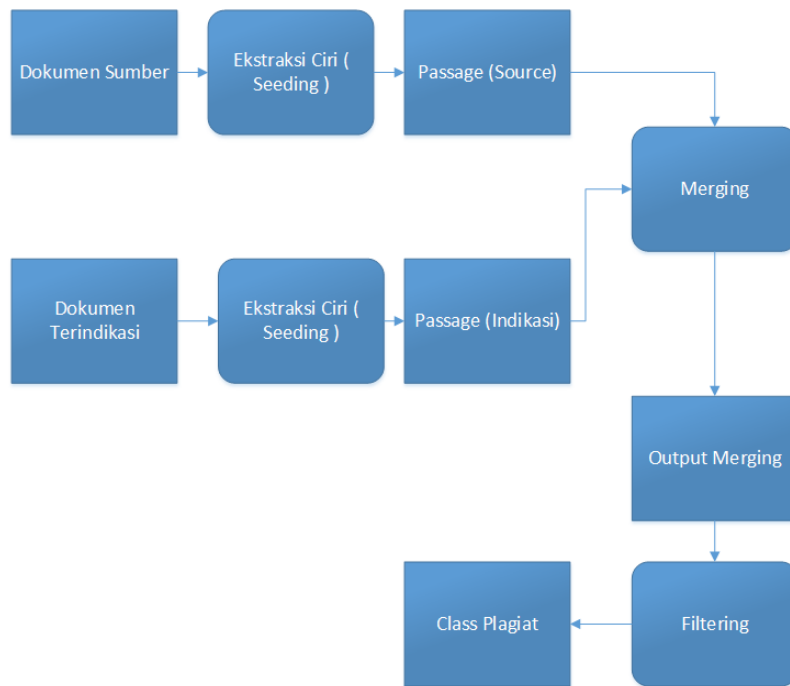 Dokumen Sumber
Ekstraksi Ciri (
Seeding )
Passage (Source)
Merging
Dokumen
Terindikasi
Ekstraksi Ciri (
Seeding )
Passage (Indikasi)
Output Merging
Class Plagiat
Filtering